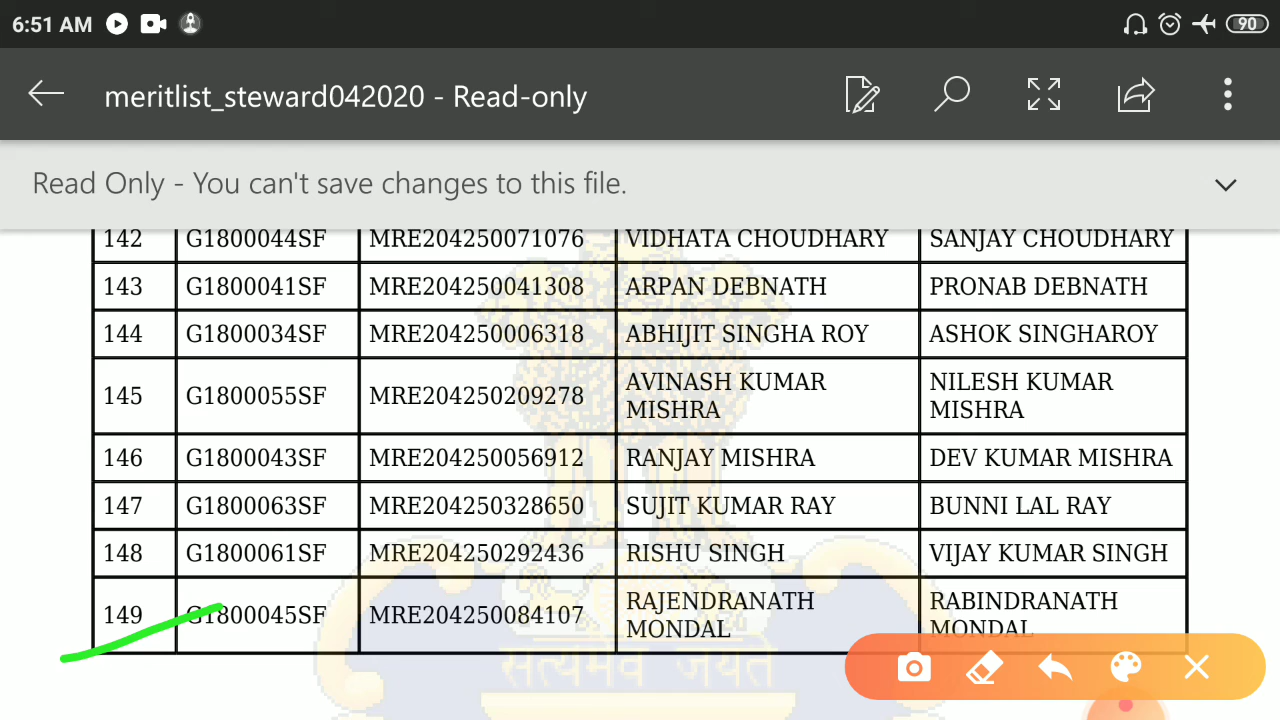 6:51 AM 90
meritlist_steward042020 - Read-only
Read Only - You can't save changes to this file.
142 G1800044SF MRE204250071076 VIDHATA CHOUDHARY SANJAY CHOUDHARY
143 G1800041SF MRE204250041308 ARPAN DEBNATH PRONAB DEBNATH
144 G1800034SF MRE204250006318 ABHIJIT SINGHA ROY ASHOK SINGHAROY
145 G1800055SF MRE204250209278 AVINASH KUMAR NILESH KUMAR
MISHRA MISHRA
146 G1800043SF MRE204250056912 RANJAY MISHRA DEV KUMAR MISHRA
147 G1800063SF MRE204250328650 SUJIT KUMAR RAY BUNNI LAL RAY
148 G1800061SF MRE204250292436 RISHU SINGH VIJAY KUMAR SINGH
149 G1800045SF MRE204250084107 RAJENDRANATH RABINDRANATH
MONDAL MONDAL
सत्यमेव जयते